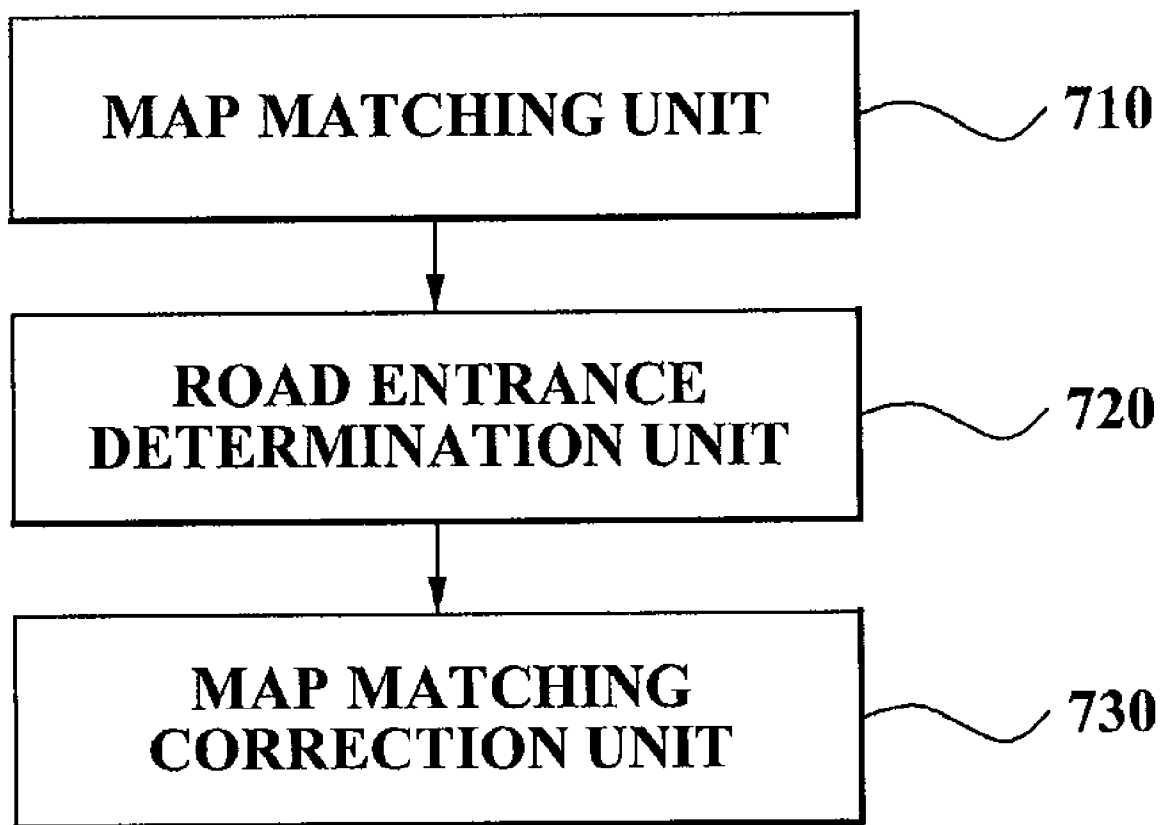 MAP MATCHING UNIT
710
ROAD ENTRANCE
DETERMINATION UNIT
720
MAP MATCHING
CORRECTION UNIT
730